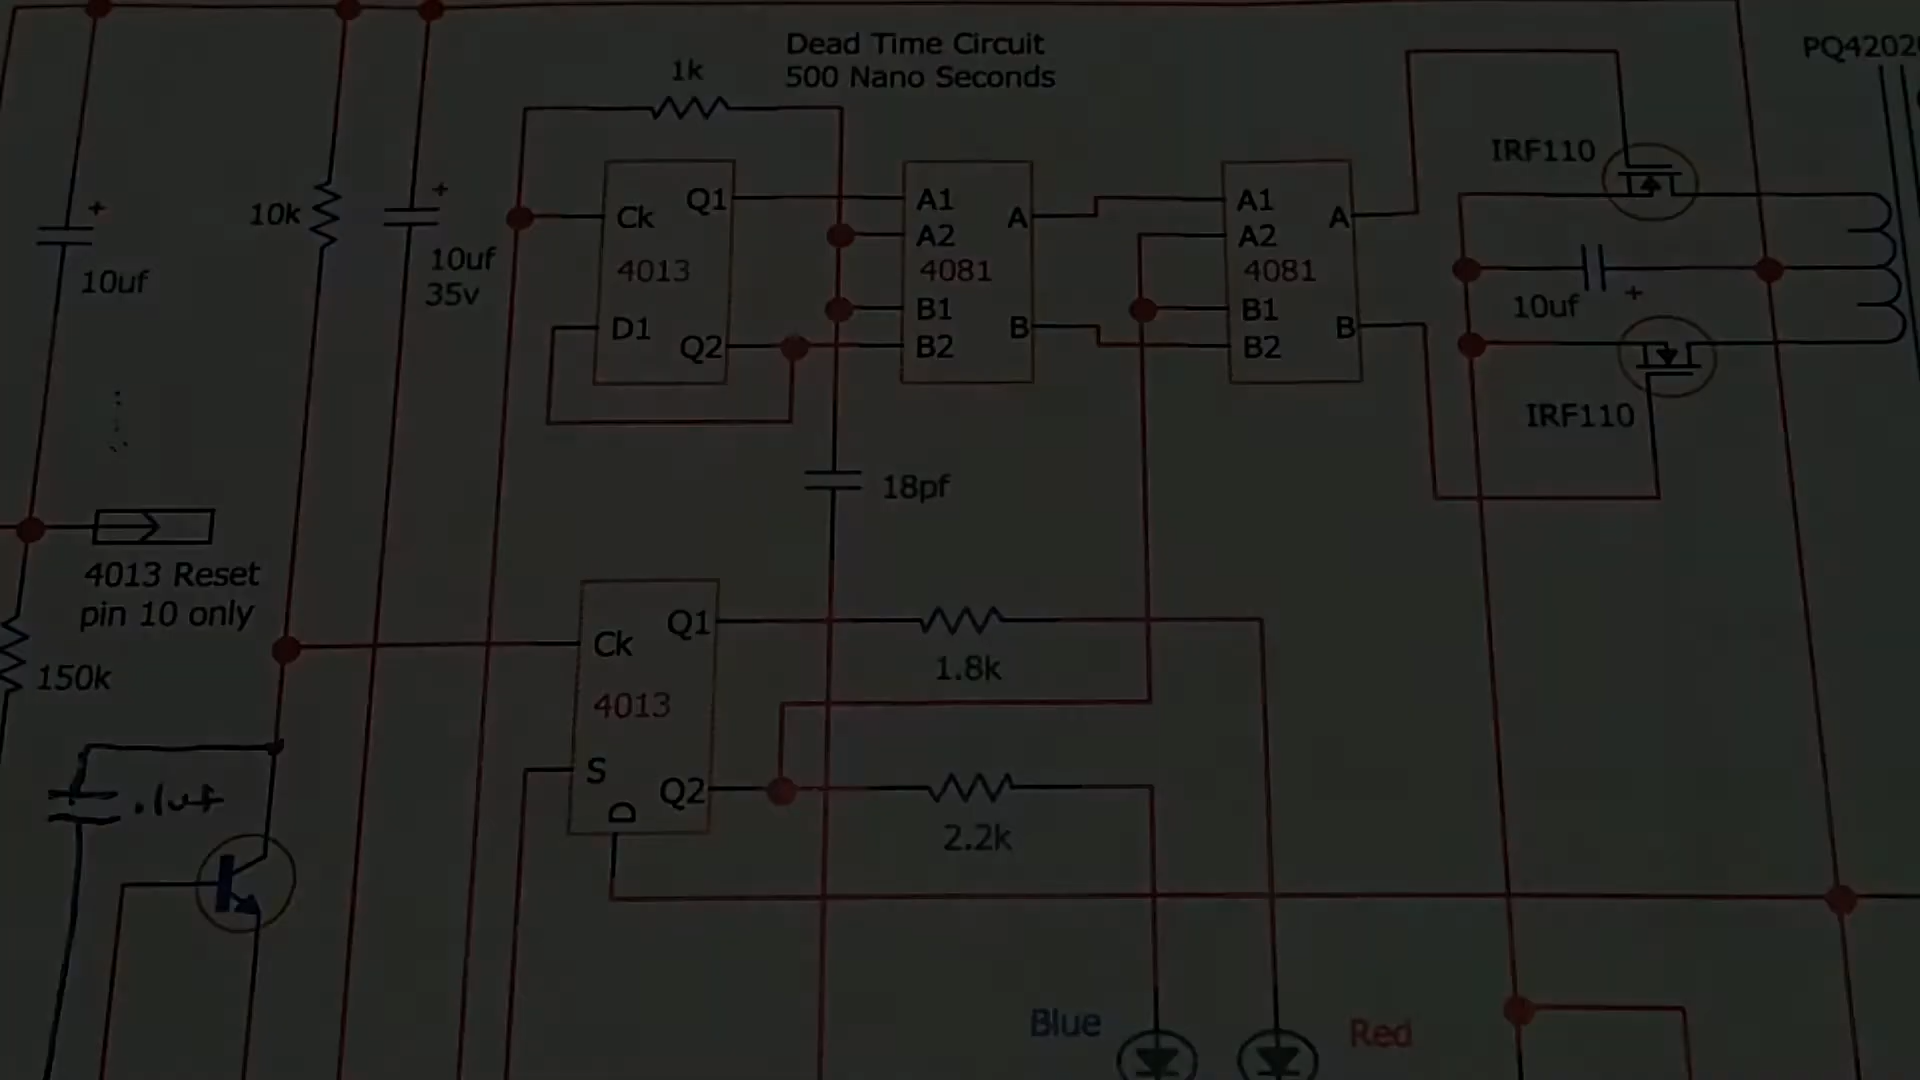 Dead Time Circuit
500 Nano Seconds
1k
PQ4202
IRF110
10k
+
10uf
+
10uf
35v
Ck
Q1
4013
D1
Q2
A1
A2
A
4081
B1
B
B2
A1
A2
A
4081
B1
B
B2
10uf
+
IRF110
18pf
4013 Reset
pin 10 only
150k
Ck
Q1
4013
S
Q2
D
1.8k
2.2k
.1uf
Blue
Red